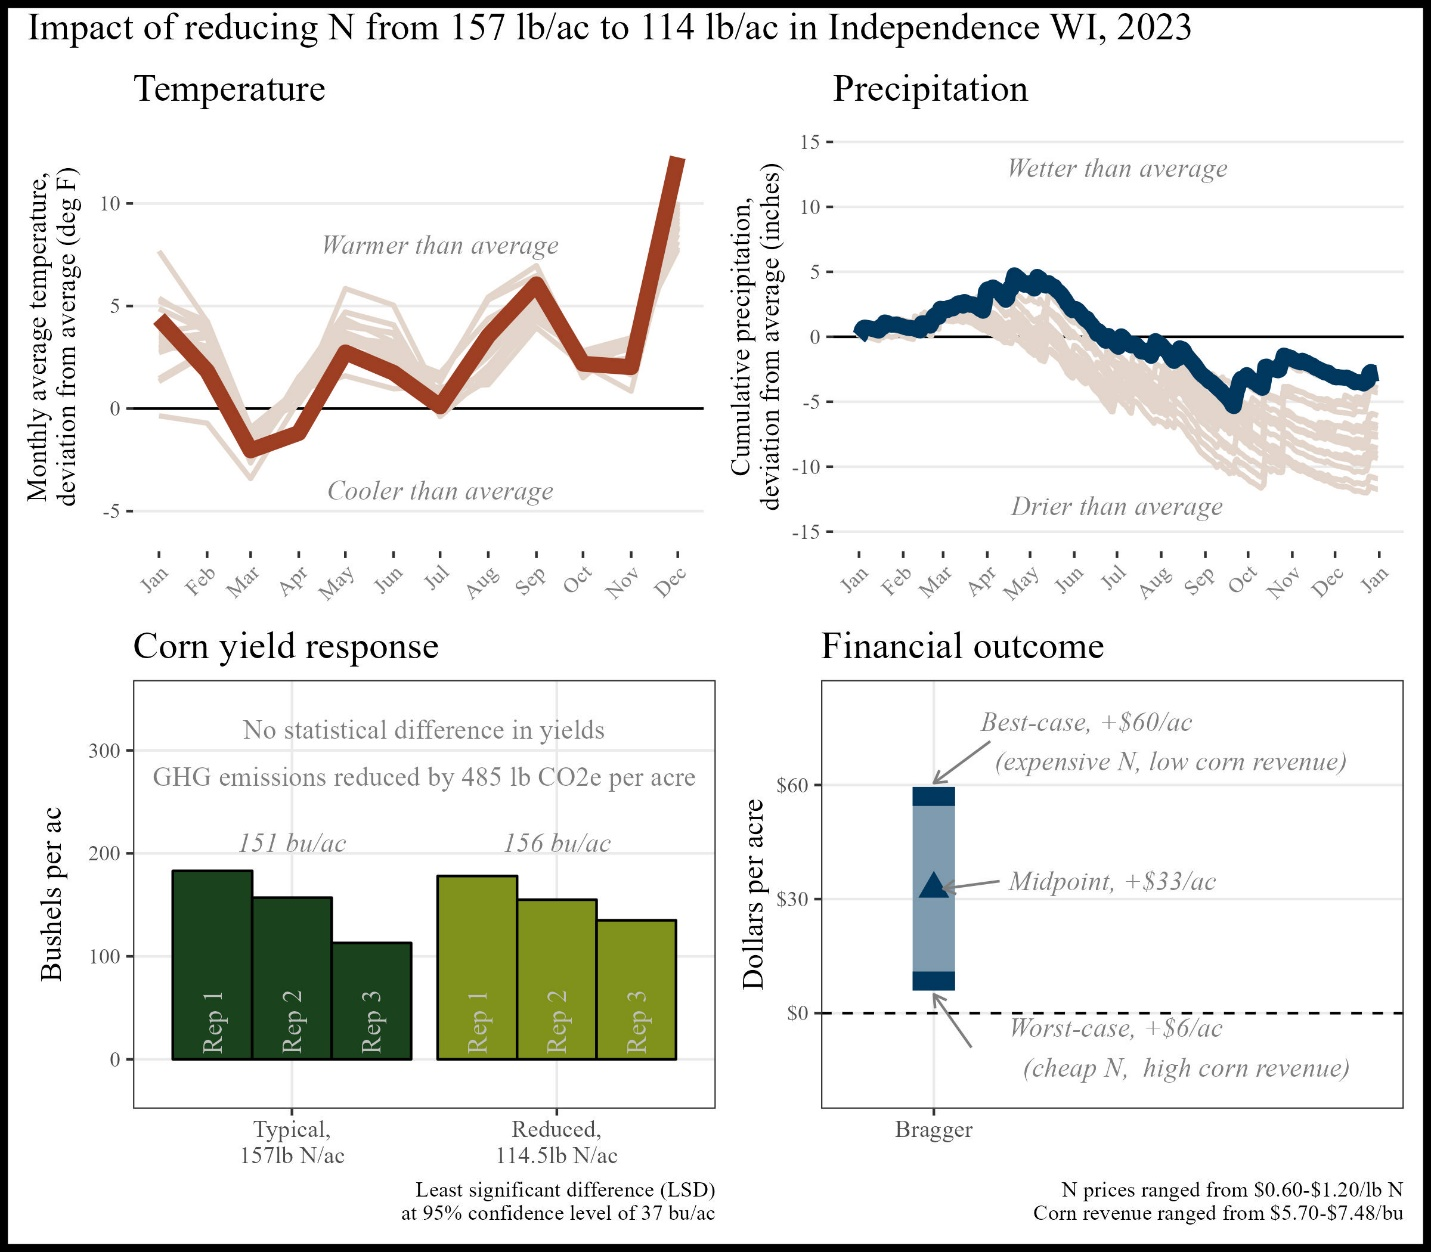 Impact of reducing N from 157 lb/ac to 114 lb/ac in Independence WI, 2023
Temperature
Monthly average temperature,
deviation from average (deg F)
10
5
0
-5
Warmer than average
Cooler than average
Jan
Feb
Mar
Apr
May
Jun
Jul
Aug
Sep
Oct
Nov
Dec
Precipitation
Cumulative precipitation,
deviation from average (inches)
15
10
5
0
-5
-10
-15
Wetter than average
Drier than average
Jan
Feb
Mar
Apr
May
Jun
Jul
Aug
Sep
Oct
Nov
Dec
Jan
Corn yield response
Bushels per ac
300
200
100
0
No statistical difference in yields
GHG emissions reduced by 485 lb CO2e per acre
151 bu/ac
156 bu/ac
Rep 1
Rep 2
Rep 3
Rep 1
Rep 2
Rep 3
Typical,
157lb N/ac
Reduced,
114.5lb N/ac
Least significant difference (LSD)
at 95% confidence level of 37 bu/ac
Financial outcome
Dollars per acre
$60
$30
$0
Best-case, +$60/ac
(expensive N, low corn revenue)
Midpoint, +$33/ac
Worst-case, +$6/ac
(cheap N,  high corn revenue)
Bragger
N prices ranged from $0.60-$1.20/lb N
Corn revenue ranged from $5.70-$7.48/bu